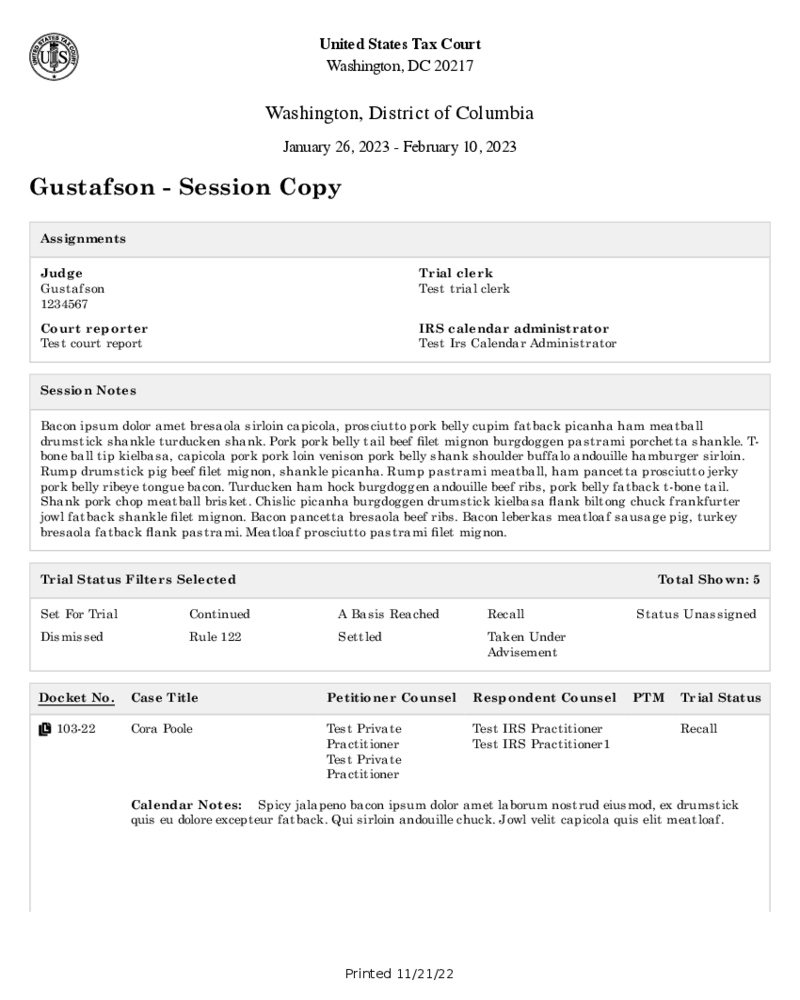 UNITED STATES TAX COURT
United States Tax Court
Washington, DC 20217
Washington, District of Columbia
January 26, 2023 - February 10, 2023
Gustafson - Session Copy
Assignments
Judge
Gustafson
1234567
Trial clerk
Test trial clerk
Court reporter
Test court report
IRS calendar administrator
Test Irs Calendar Administrator
Session Notes
Bacon ipsum dolor amet bresaola sirloin capicola, prosciutto pork belly cupim fatback picanha ham meatball
drumstick shankle turducken shank. Pork pork belly tail beef filet mignon burgdoggen pastrami porchetta shankle. T-
bone ball tip kielbasa, capicola pork pork loin venison pork belly shank shoulder buffalo andouille hamburger sirloin.
Rump drumstick pig beef filet mignon, shankle picanha. Rump pastrami meatball, ham pancetta prosciutto jerky
pork belly ribeye tongue bacon. Turducken ham hock burgdoggen andouille beef ribs, pork belly fatback t-bone tail.
Shank pork chop meatball brisket. Chislic picanha burgdoggen drumstick kielbasa flank biltong chuck frankfurter
jowl fatback shankle filet mignon. Bacon pancetta bresaola beef ribs. Bacon leberkas meatloaf sausage pig, turkey
bresaola fatback flank pastrami. Meatloaf prosciutto pastrami filet mignon.
Trial Status Filters Selected Total Shown: 5
Set For Trial Continued A Basis Reached Recall Status Unassigned
Dismissed Rule 122 Settled Taken Under
Advisement
Docket No. Case Title Petitioner Counsel Respondent Counsel PTM Trial Status
L 103-22 Cora Poole Test Private Test IRS Practitioner Recall
Practitioner Test IRS Practitioner1
Test Private
Practitioner
Calendar Notes: Spicy jalapeno bacon ipsum dolor amet laborum nostrud eiusmod, ex drumstick
quis eu dolore excepteur fatback. Qui sirloin andouille chuck. Jowl velit capicola quis elit meatloaf.
Printed 11/21/22